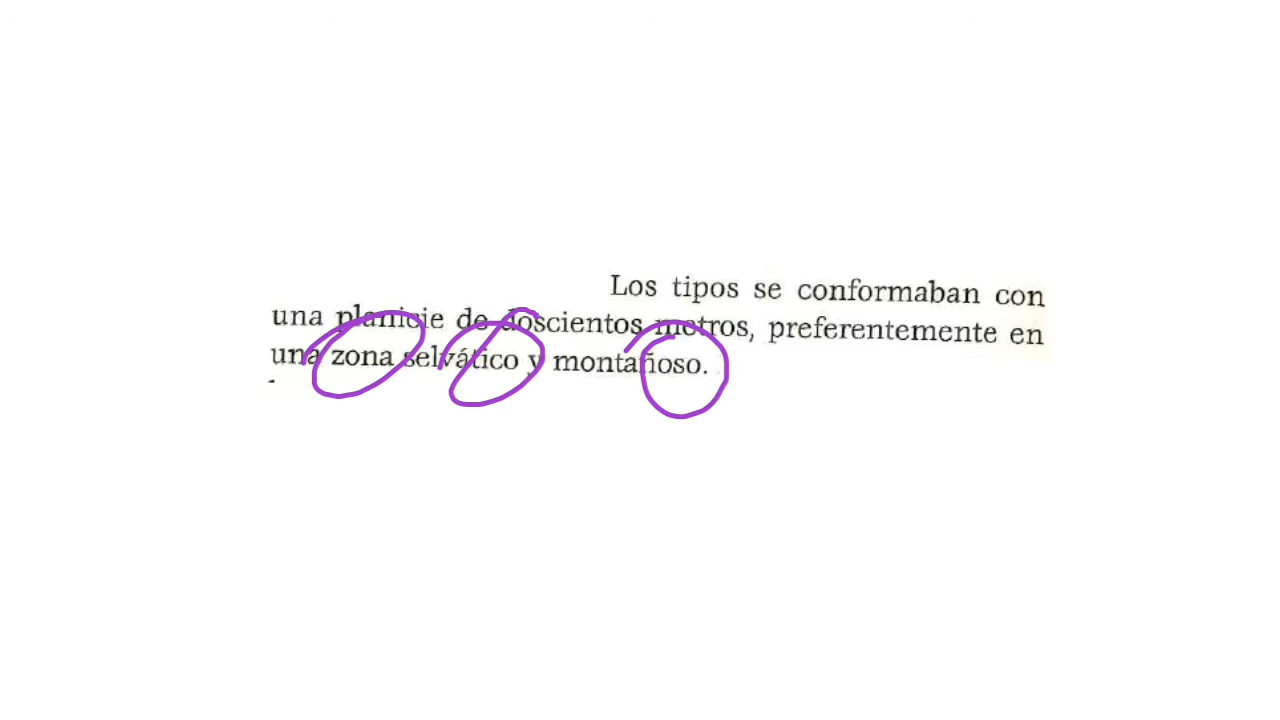 Los tipos se conformaban con
una planicie de doscientos metros, preferentemente en
una zona selvático y montañoso.